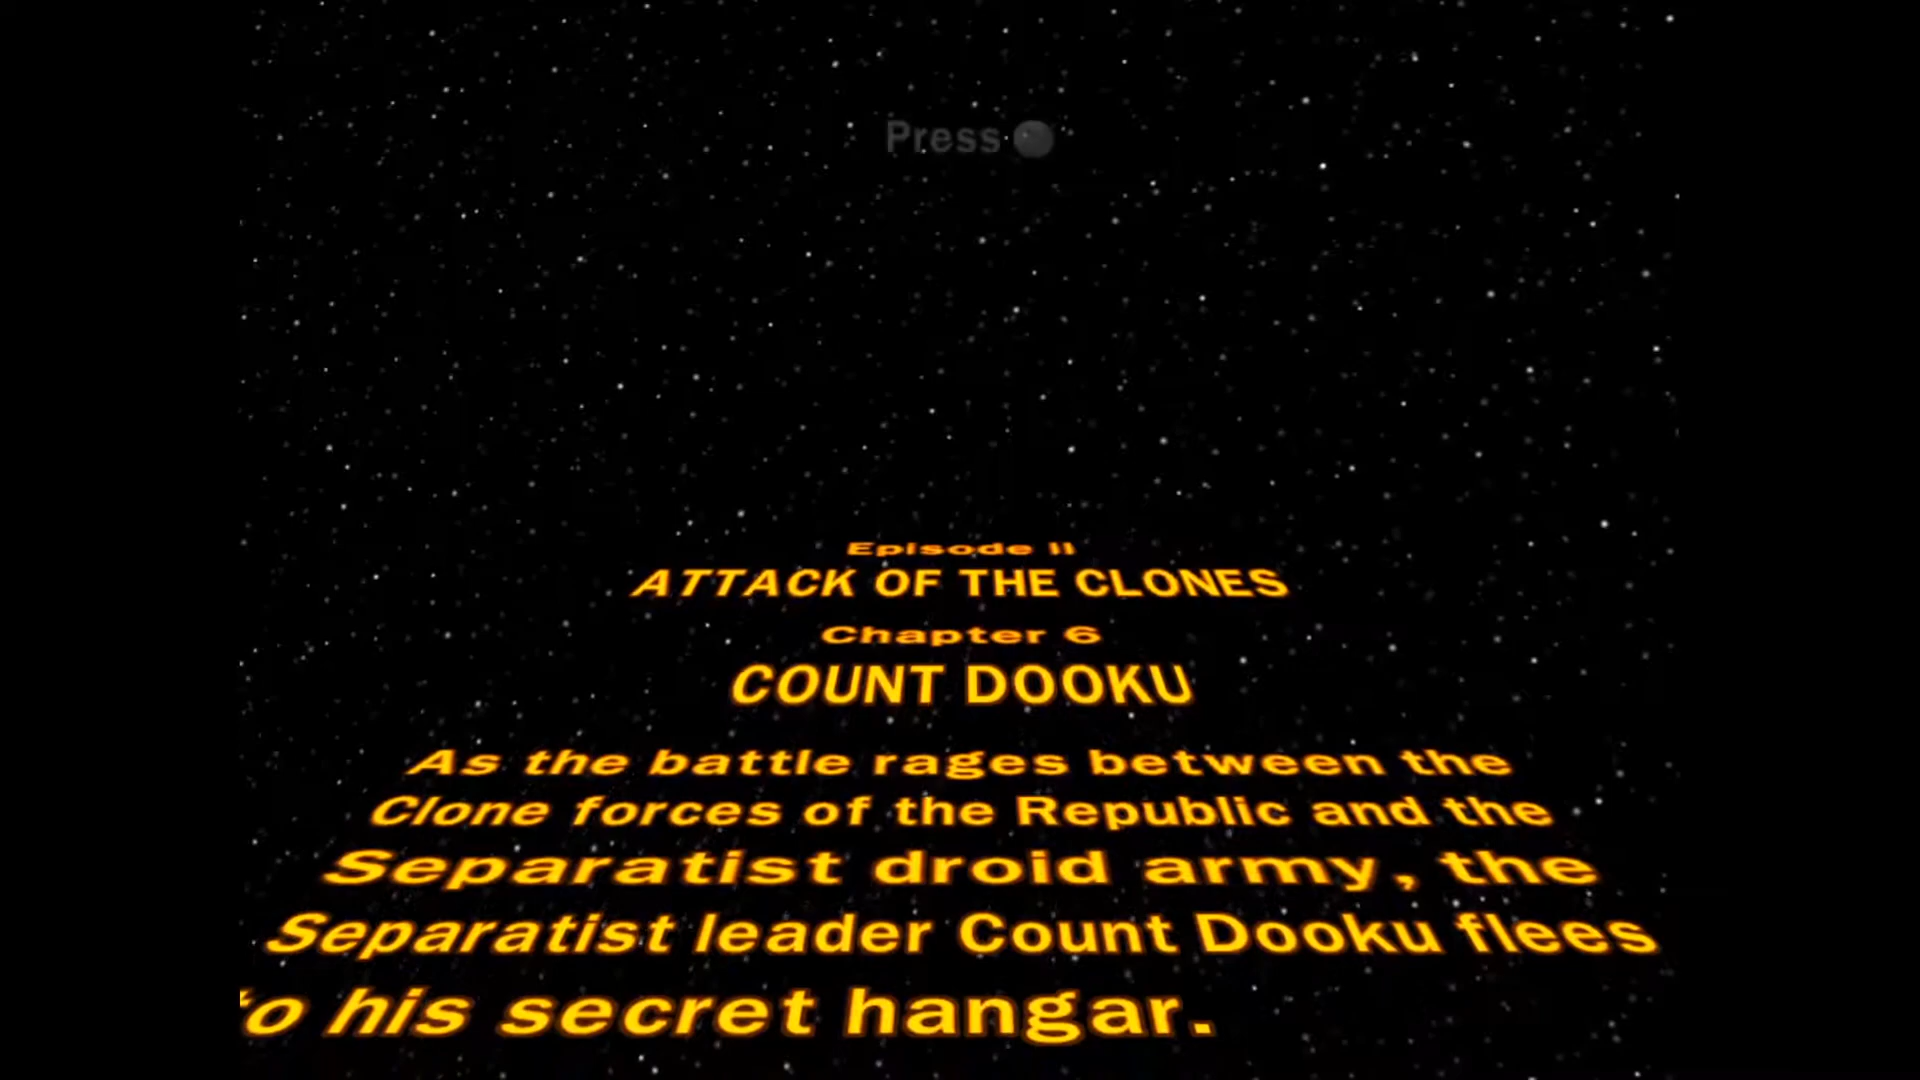 Press
Episode II
ATTACK OF THE CLONES
Chapter 6
COUNT DOOKU
As the battle rages between the
Clone forces of the Republic and the
Separatist droid army, the
Separatist leader Count Dooku flees
to his secret hangar.